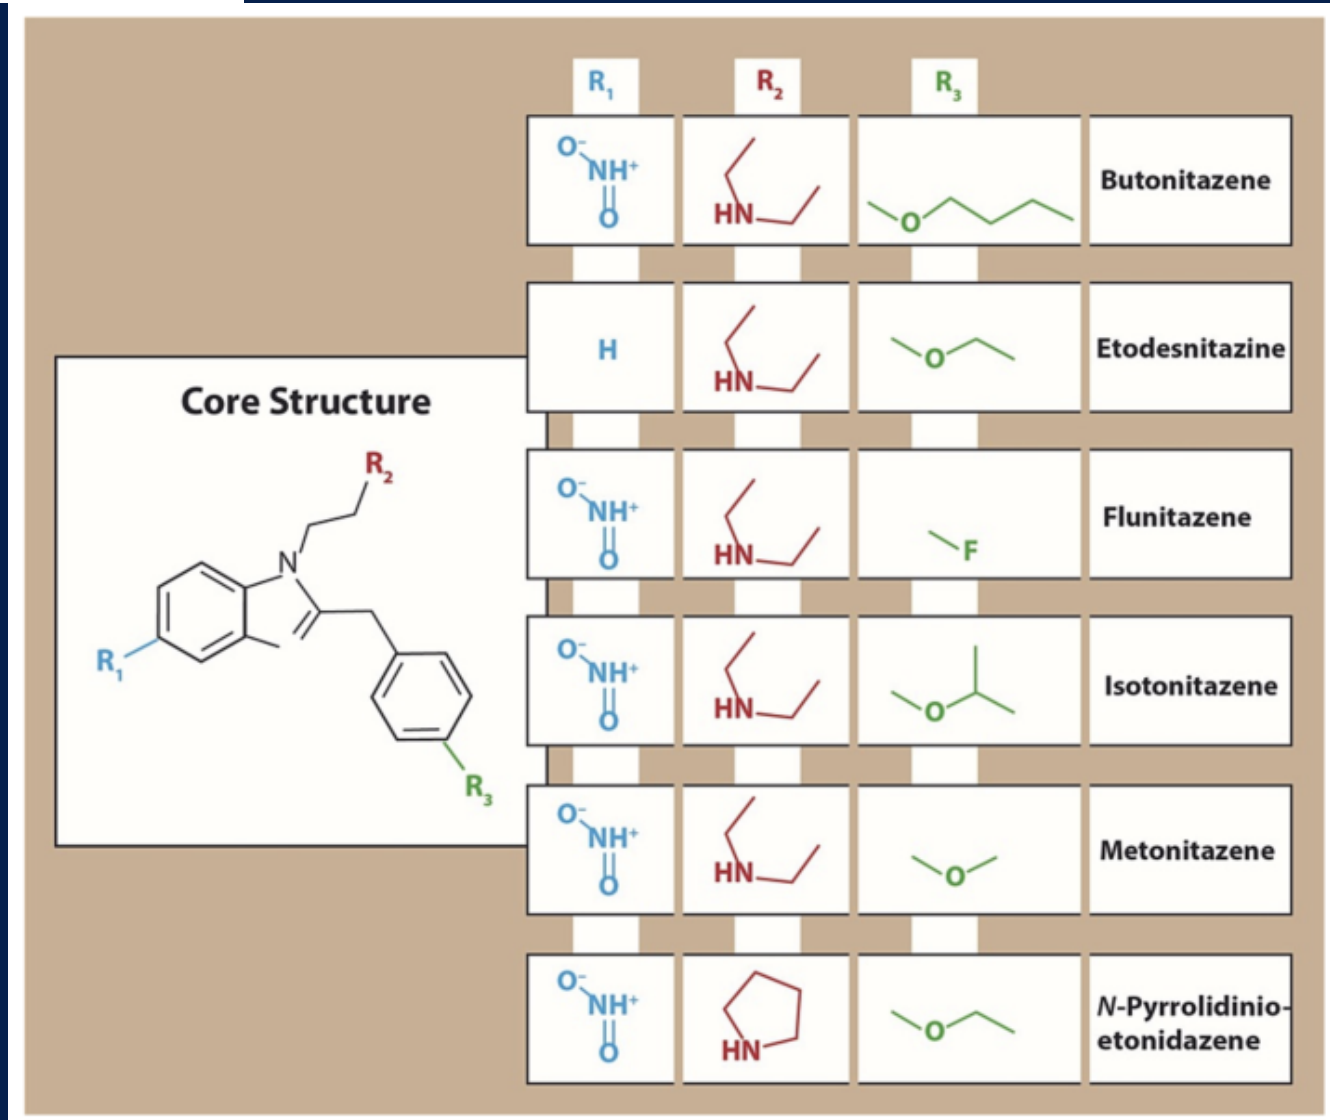 R₁ R₂ R₃
O⁻
NH⁺
O
HN
O
Butonitazene
H
HN
O
Etodesnitazine
O⁻
NH⁺
O
HN
F
Flunitazene
O⁻
NH⁺
O
HN
O
Isotonitazene
O⁻
NH⁺
O
HN
O
Metonitazene
O⁻
NH⁺
O
HN
O
N-Pyrrolidinio-
etonidazene
Core Structure
R₂
N
R₁
R₃